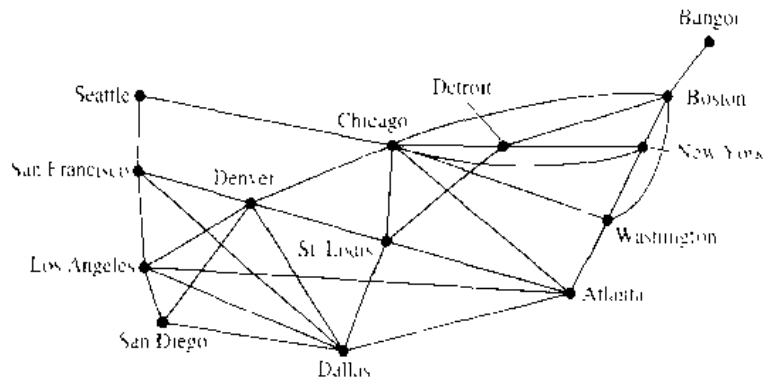 Bangor
Seattle
Detroit
Boston
Chicago
New York
San Francisco
Denver
St. Louis
Washington
Los Angeles
Atlanta
San Diego
Dallas